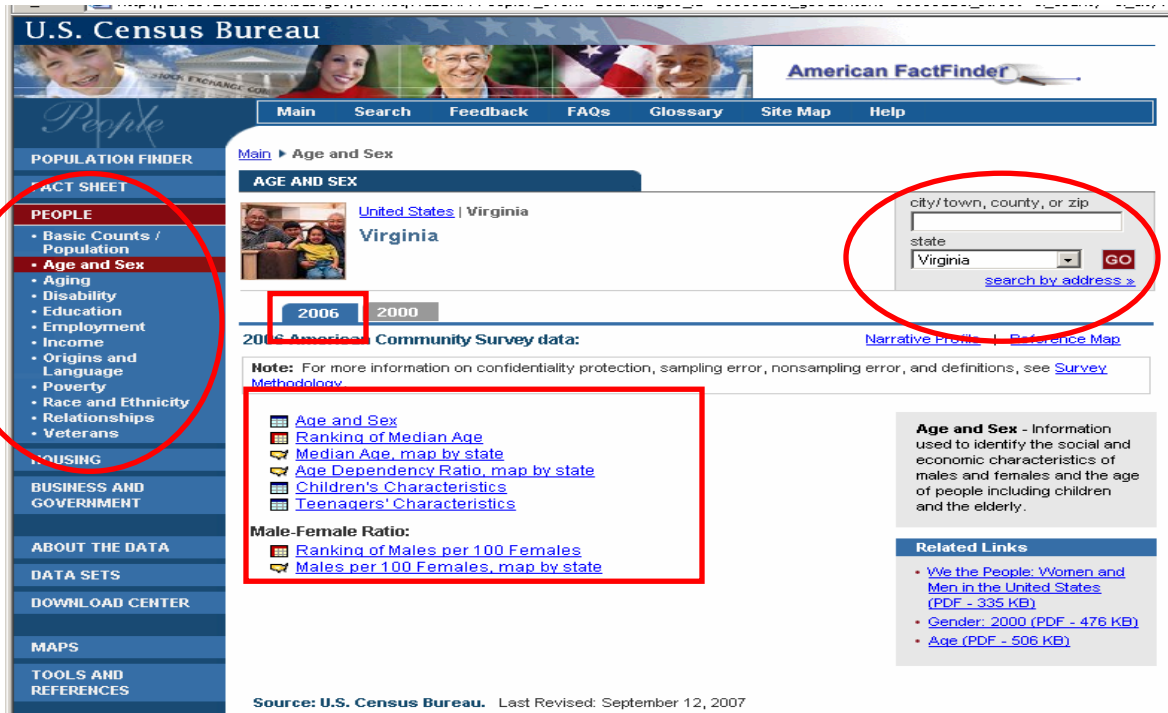 U.S. Census Bureau
STOCK EXCHANGE
American FactFinder
People
Main Search Feedback FAQs Glossary Site Map Help
POPULATION FINDER
FACT SHEET
PEOPLE
• Basic Counts /
Population
• Age and Sex
• Aging
• Disability
• Education
• Employment
• Income
• Origins and
Language
• Poverty
• Race and Ethnicity
• Relationships
• Veterans
HOUSING
BUSINESS AND
GOVERNMENT
ABOUT THE DATA
DATA SETS
DOWNLOAD CENTER
MAPS
TOOLS AND
REFERENCES
Main ▶ Age and Sex
AGE AND SEX
United States | Virginia
Virginia
city/town, county, or zip
state
Virginia GO
search by address »
2006 2000
2006 American Community Survey data:
Narrative Profile | Reference Map
Note: For more information on confidentiality protection, sampling error, nonsampling error, and definitions, see Survey
Methodology.
Age and Sex
Ranking of Median Age
Median Age, map by state
Age Dependency Ratio, map by state
Children's Characteristics
Teenagers' Characteristics
Male-Female Ratio:
Ranking of Males per 100 Females
Males per 100 Females, map by state
Age and Sex - Information
used to identify the social and
economic characteristics of
males and females and the age
of people including children
and the elderly.
Related Links
• We the People: Women and
Men in the United States
(PDF - 335 KB)
• Gender: 2000 (PDF - 476 KB)
• Age (PDF - 506 KB)
Source: U.S. Census Bureau. Last Revised: September 12, 2007